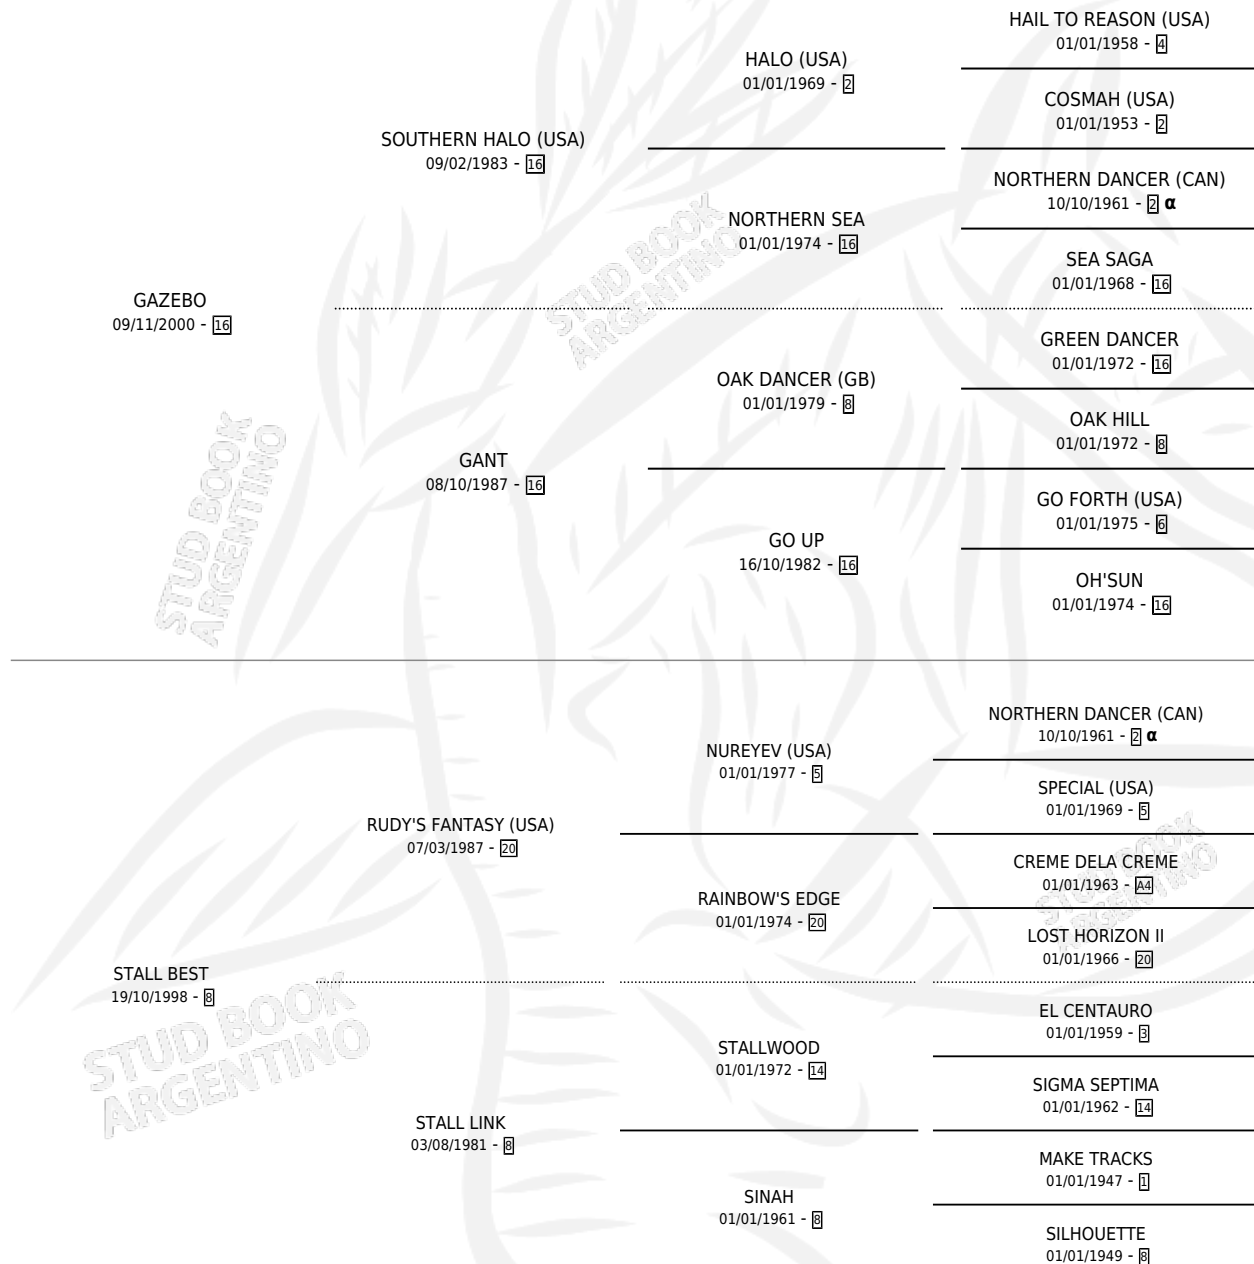 HAIL TO REASON (USA)
01/01/1958 - 4
HALO (USA)
01/01/1969 - 2
COSMAH (USA)
01/01/1953 - 2
SOUTHERN HALO (USA)
09/02/1983 - 16
NORTHERN DANCER (CAN)
10/10/1961 - 2 α
NORTHERN SEA
01/01/1974 - 16
SEA SAGA
01/01/1968 - 16
GAZEBO
09/11/2000 - 16
STUD BOOK
ARGENTINO
GREEN DANCER
01/01/1972 - 16
OAK DANCER (GB)
01/01/1979 - 8
OAK HILL
01/01/1972 - 8
GANT
08/10/1987 - 16
GO FORTH (USA)
01/01/1975 - 6
GO UP
16/10/1982 - 16
OH'SUN
01/01/1974 - 16
STUD BOOK
ARGENTINO
NORTHERN DANCER (CAN)
10/10/1961 - 2 α
NUREYEV (USA)
01/01/1977 - 5
SPECIAL (USA)
01/01/1969 - 5
RUDY'S FANTASY (USA)
07/03/1987 - 20
CREME DELA CREME
01/01/1963 - A4
RAINBOW'S EDGE
01/01/1974 - 20
LOST HORIZON II
01/01/1966 - 20
STUD BOOK
ARGENTINO
STALL BEST
19/10/1998 - 8
STUD BOOK
ARGENTINO
EL CENTAURO
01/01/1959 - 3
STALLWOOD
01/01/1972 - 14
SIGMA SEPTIMA
01/01/1962 - 14
STALL LINK
03/08/1981 - 8
MAKE TRACKS
01/01/1947 - 1
SINAH
01/01/1961 - 8
SILHOUETTE
01/01/1949 - 8